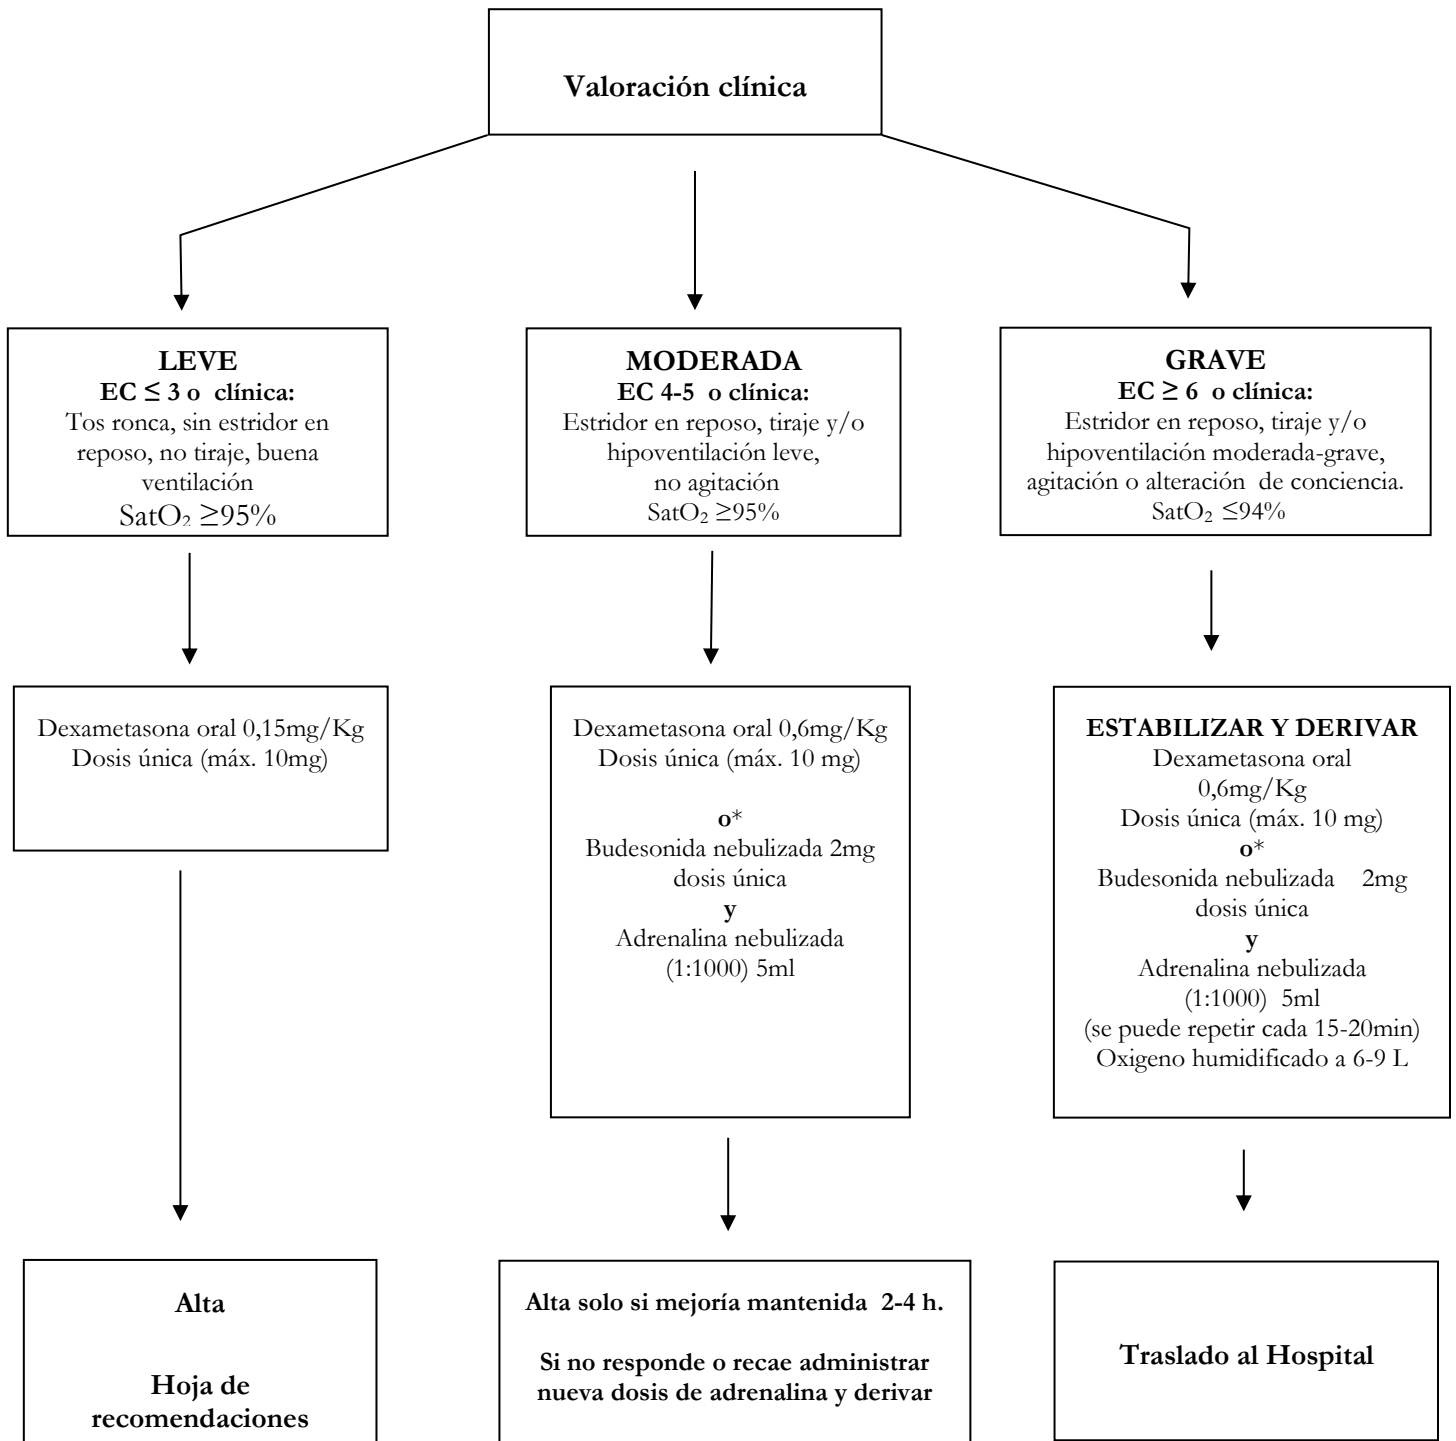 Valoración clínica
LEVE
EC ≤ 3 o clínica:
Tos ronca, sin estridor en
reposo, no tiraje, buena
ventilación
SatO₂ ≥95%
MODERADA
EC 4-5 o clínica:
Estridor en reposo, tiraje y/o
hipoventilación leve,
no agitación
SatO₂ ≥95%
GRAVE
EC ≥ 6 o clínica:
Estridor en reposo, tiraje y/o
hipoventilación moderada-grave,
agitación o alteración de conciencia.
SatO₂ ≤94%
Dexametasona oral 0,15mg/Kg
Dosis única (máx. 10mg)
Dexametasona oral 0,6mg/Kg
Dosis única (máx. 10 mg)
o*
Budesonida nebulizada 2mg
dosis única
y
Adrenalina nebulizada
(1:1000) 5ml
ESTABILIZAR Y DERIVAR
Dexametasona oral
0,6mg/Kg
Dosis única (máx. 10 mg)
o*
Budesonida nebulizada 2mg
dosis única
y
Adrenalina nebulizada
(1:1000) 5ml
(se puede repetir cada 15-20min)
Oxigeno humidificado a 6-9 L
Alta
Hoja de
recomendaciones
Alta solo si mejoría mantenida 2-4 h.
Si no responde o recae administrar
nueva dosis de adrenalina y derivar
Traslado al Hospital